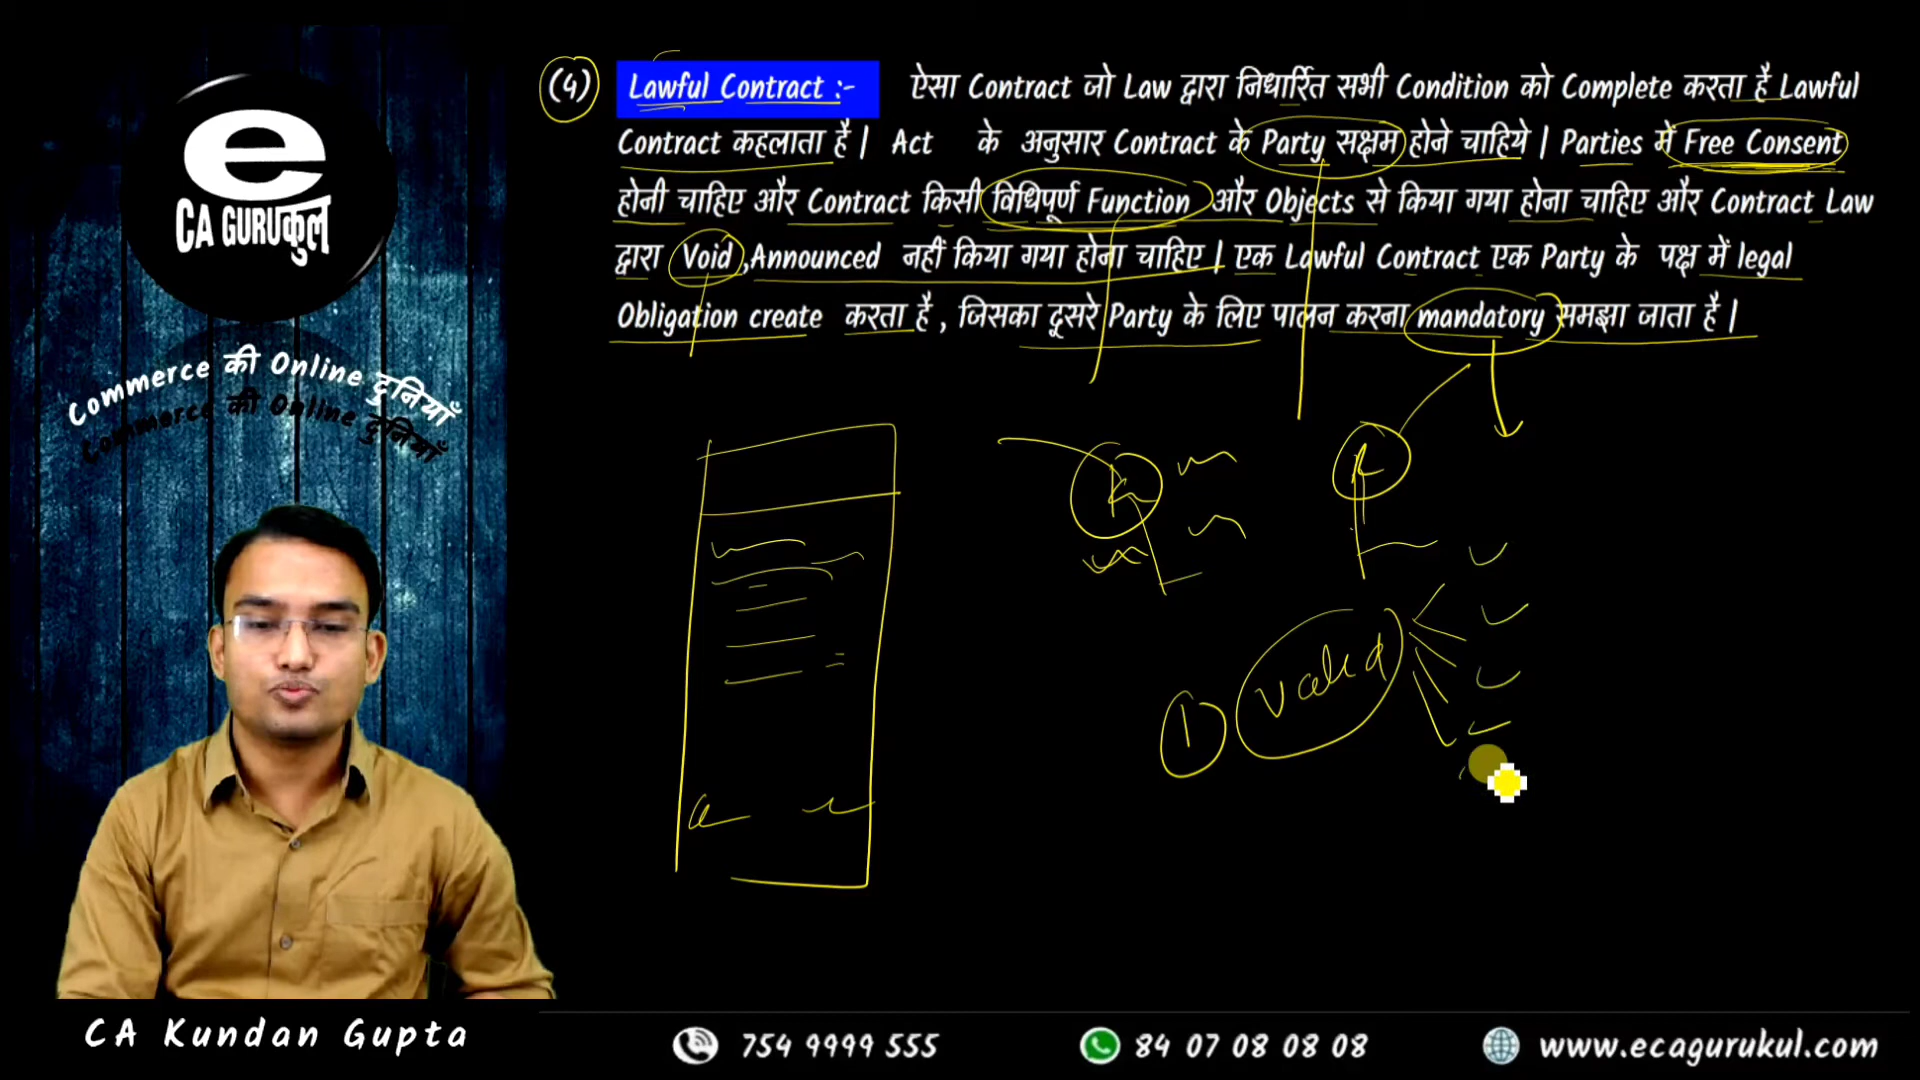 (4) Lawful Contract :- ऐसा Contract जो Law द्वारा निर्धारित सभी Condition को Complete करता है Lawful
Contract कहलाता है | Act के अनुसार Contract के Party सक्षम होने चाहिये | Parties में Free Consent
होनी चाहिए और Contract किसी विधिपूर्ण Function और Objects से किया गया होना चाहिए और Contract Law
द्वारा Void ,Announced नहीं किया गया होना चाहिए | एक Lawful Contract एक Party के पक्ष में legal
Obligation create करता है , जिसका दूसरे Party के लिए पालन करना mandatory समझा जाता है |
e
CA GURUकुल
Commerce की Online दुनियाँ
Commerce की Online दुनियाँ
1 Valid
CA Kundan Gupta
754 9999 555
84 07 08 08 08
www.ecagurukul.com